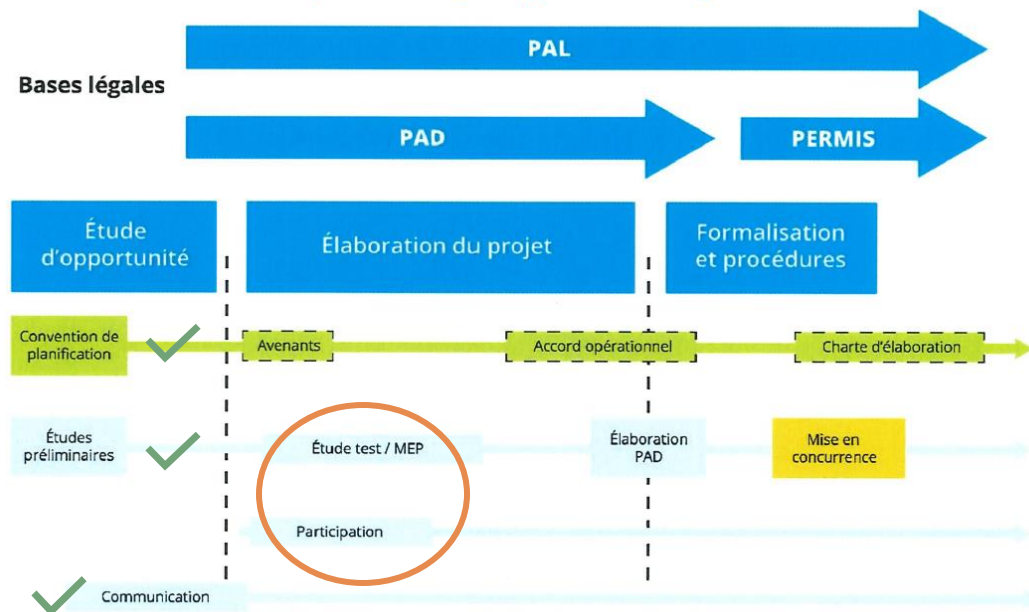 PAL
Bases légales
PAD
PERMIS
Étude
d'opportunité
Élaboration du projet
Formalisation
et procédures
Convention de
planification
Avenants
Accord opérationnel
Charte d'élaboration
Études
préliminaires
Étude test / MEP
Élaboration
PAD
Mise en
concurrence
Participation
Communication